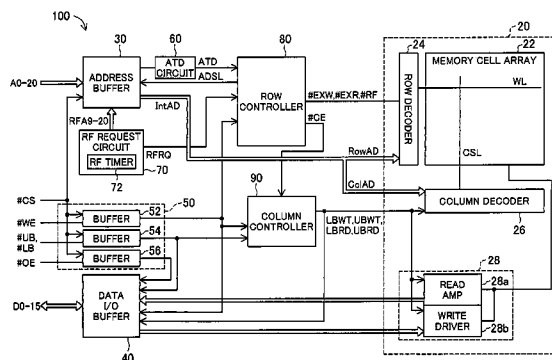 100
20
30
60
80
24
22
ATD CIRCUIT
ATD
ADSL
MEMORY CELL ARRAY
A0-20
ADDRESS BUFFER
IntAD
ROW CONTROLLER
ROW DECODER
WL
#EXW,#EXR,#RF
#CE
RFA9-20
RF REQUEST CIRCUIT
RF TIMER
RFRQ
72
70
RowAD
CSL
90
ColAD
#CS
50
52
#WE
BUFFER
COLUMN CONTROLLER
LBWT, UBWT,
LBRD, UBRD
COLUMN DECODER
26
54
#UB,
#LB
BUFFER
56
#OE
BUFFER
28
READ AMP
28a
D0-15
DATA I/O BUFFER
WRITE DRIVER
28b
40